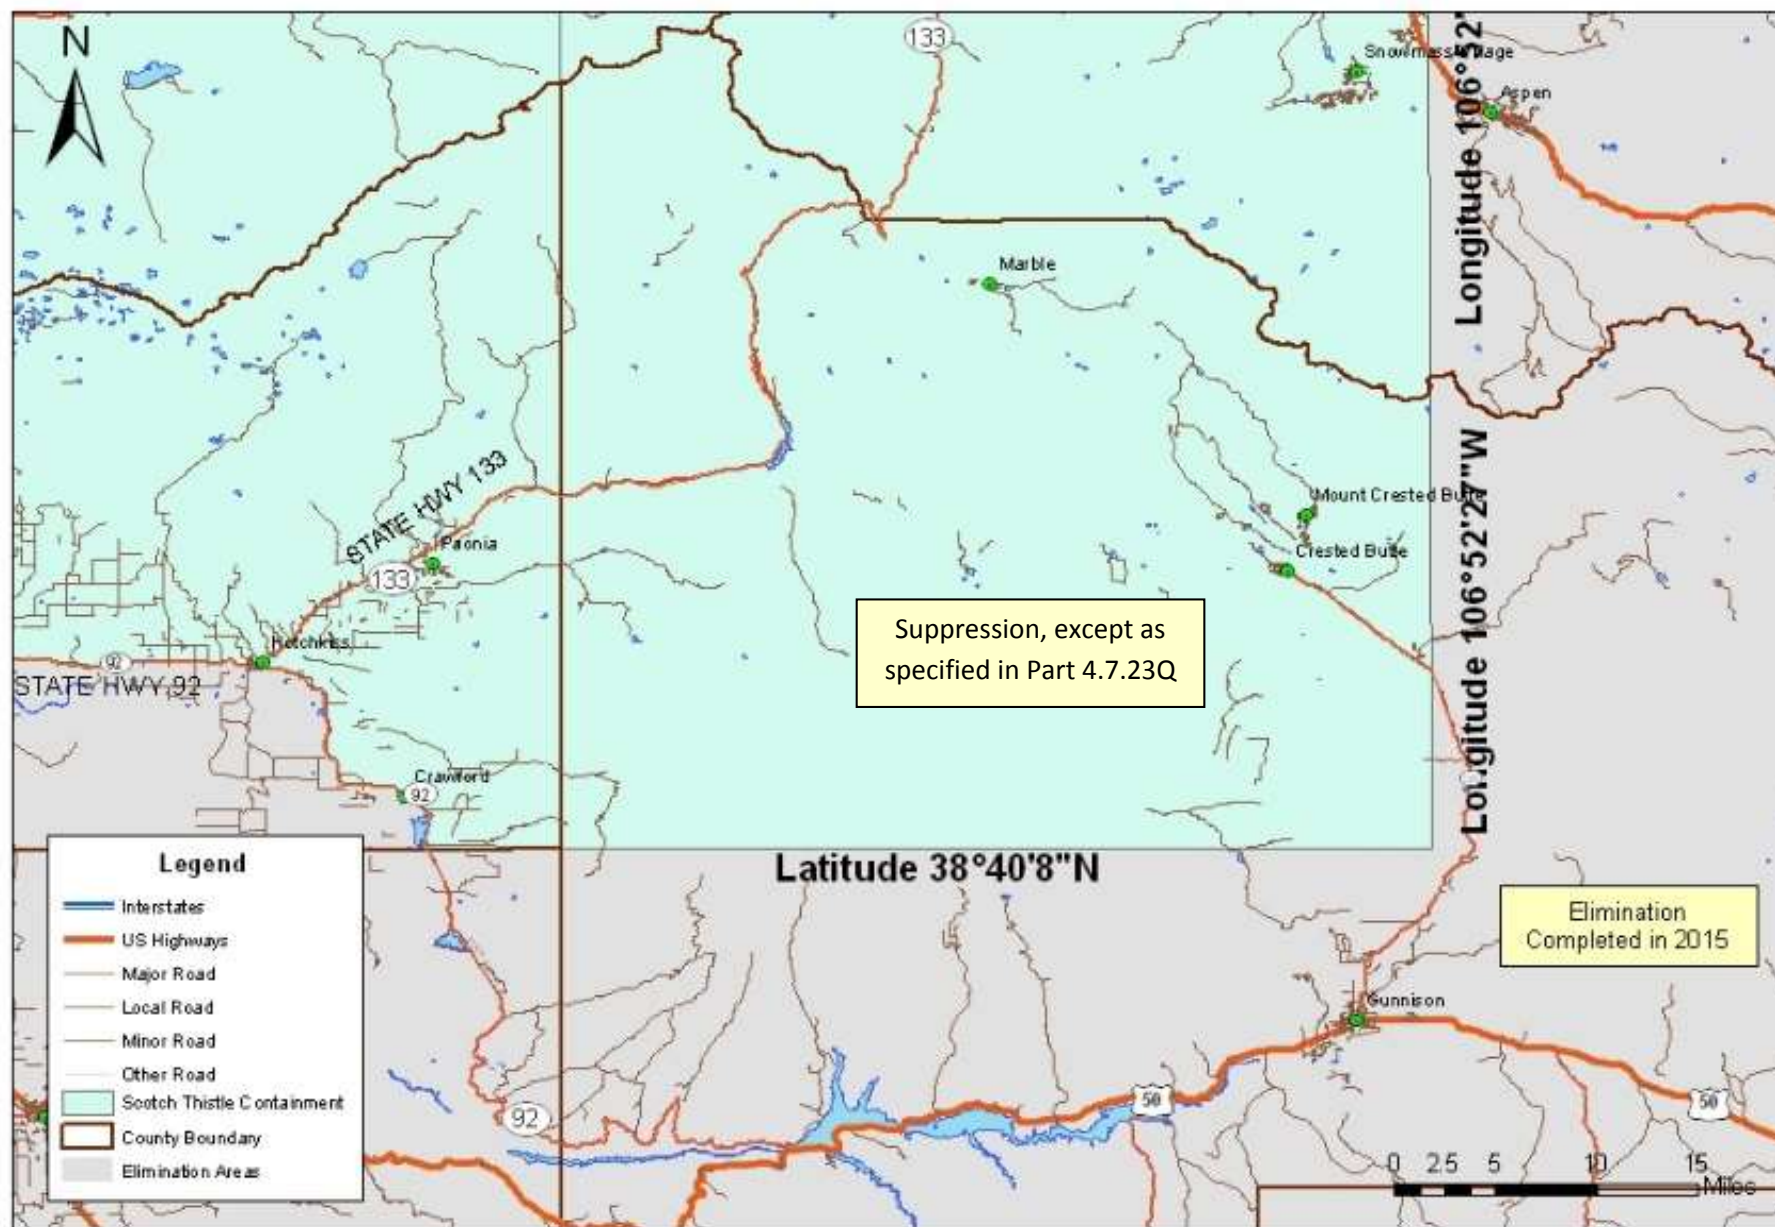 N
133
Snowmass Village
Aspen
Longitude 106°52'
Marble
STATE HWY 133
Paonia
133
Mount Crested Butte
Crested Butte
Longitude 106°52'27"W
Suppression, except as
specified in Part 4.7.23Q
Hotchkiss
92
STATE HWY 92
Crawford
92
Latitude 38°40'8"N
Legend
Interstates
US Highways
Major Road
Local Road
Minor Road
Other Road
Scotch Thistle Containment
County Boundary
Elimination Areas
Elimination
Completed in 2015
Gunnison
50
50
92
0 2.5 5 10 15
Miles